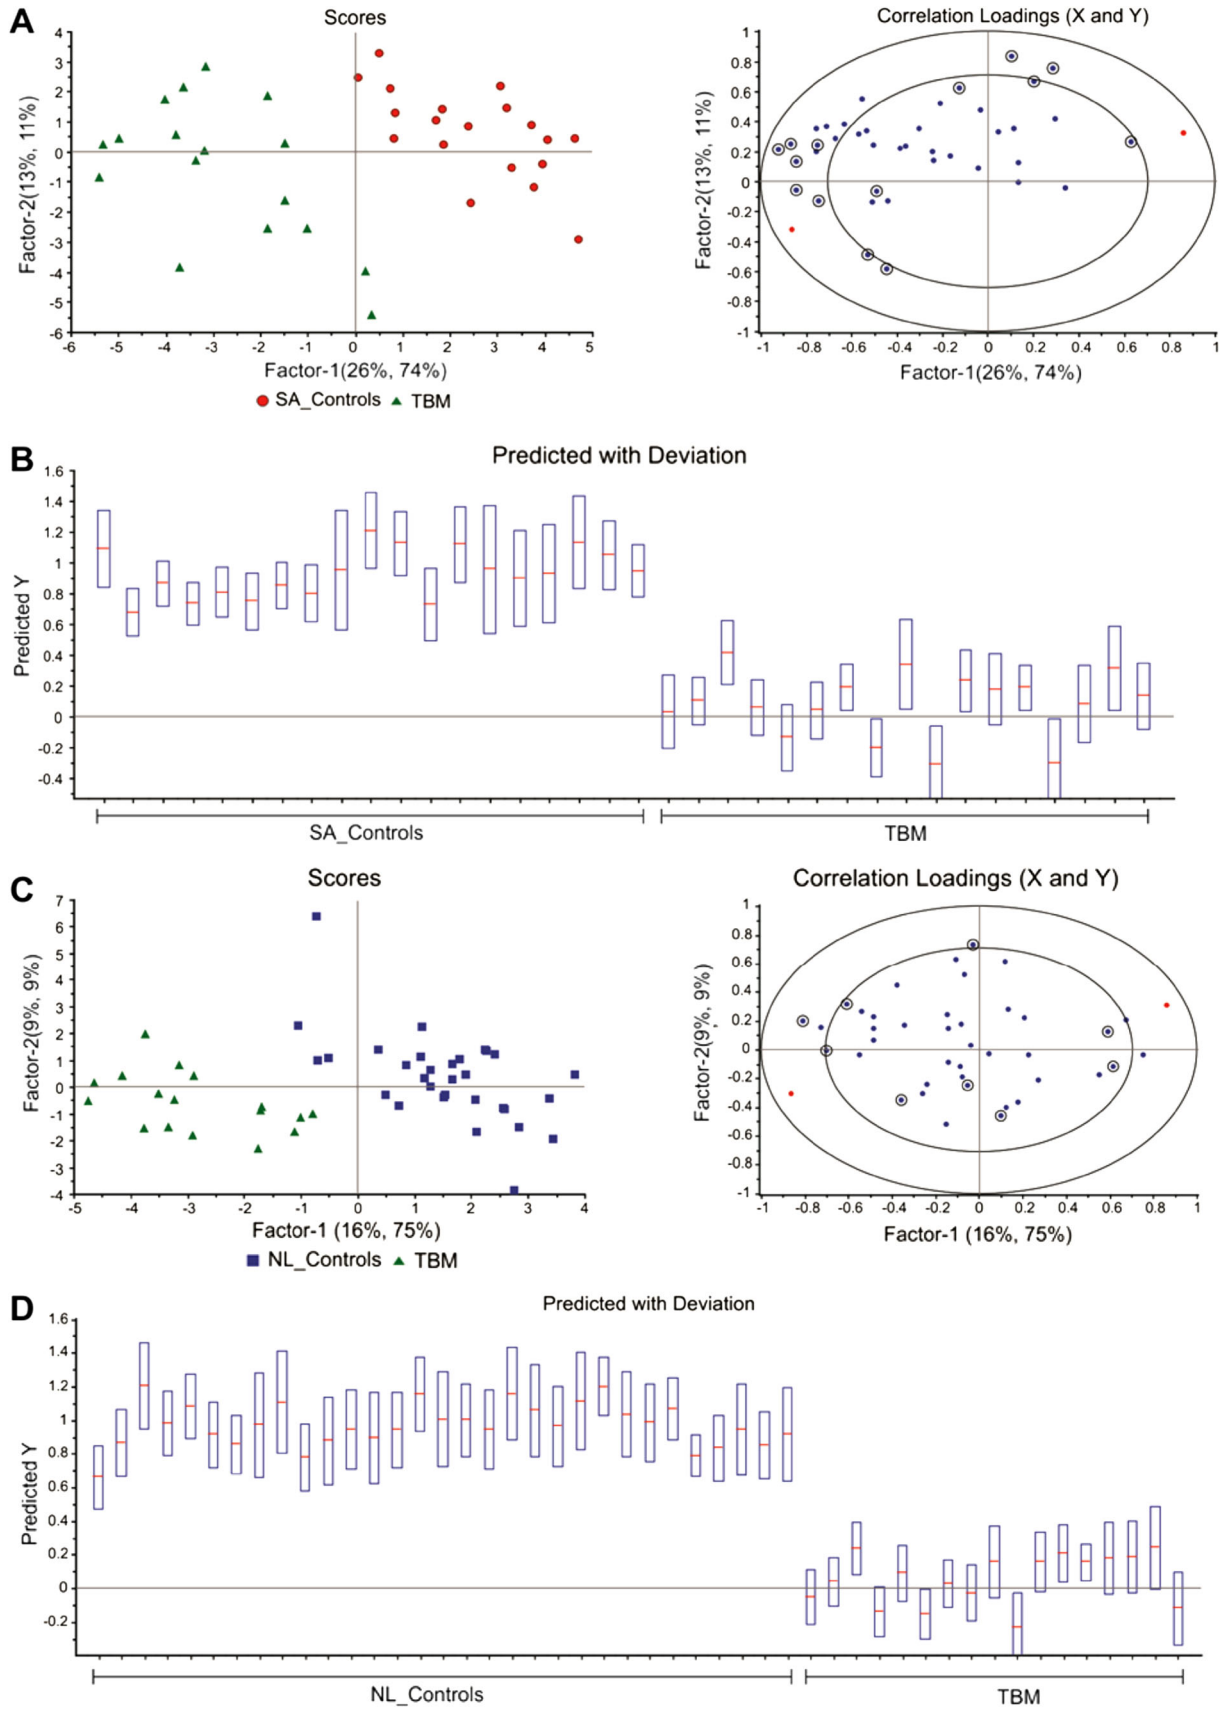 A
Scores
4
3
2
1
0
-1
-2
-3
-4
-5
-6
Factor-2(13%, 11%)
-6 -5 -4 -3 -2 -1 0 1 2 3 4 5
Factor-1(26%, 74%)
SA_Controls TBM
Correlation Loadings (X and Y)
1
0.8
0.6
0.4
0.2
0
-0.2
-0.4
-0.6
-0.8
-1
Factor-2(13%, 11%)
-1 -0.8 -0.6 -0.4 -0.2 0 0.2 0.4 0.6 0.8 1
Factor-1(26%, 74%)
B
Predicted with Deviation
1.6
1.4
1.2
1
0.8
0.6
0.4
0.2
0
-0.2
-0.4
Predicted Y
SA_Controls TBM
C
Scores
7
6
5
4
3
2
1
0
-1
-2
-3
-4
Factor-2(9%, 9%)
-5 -4 -3 -2 -1 0 1 2 3 4
Factor-1 (16%, 75%)
NL_Controls TBM
Correlation Loadings (X and Y)
1
0.8
0.6
0.4
0.2
0
-0.2
-0.4
-0.6
-0.8
-1
Factor-2(9%, 9%)
-1 -0.8 -0.6 -0.4 -0.2 0 0.2 0.4 0.6 0.8 1
Factor-1 (16%, 75%)
D
Predicted with Deviation
1.6
1.4
1.2
1
0.8
0.6
0.4
0.2
0
-0.2
Predicted Y
NL_Controls TBM